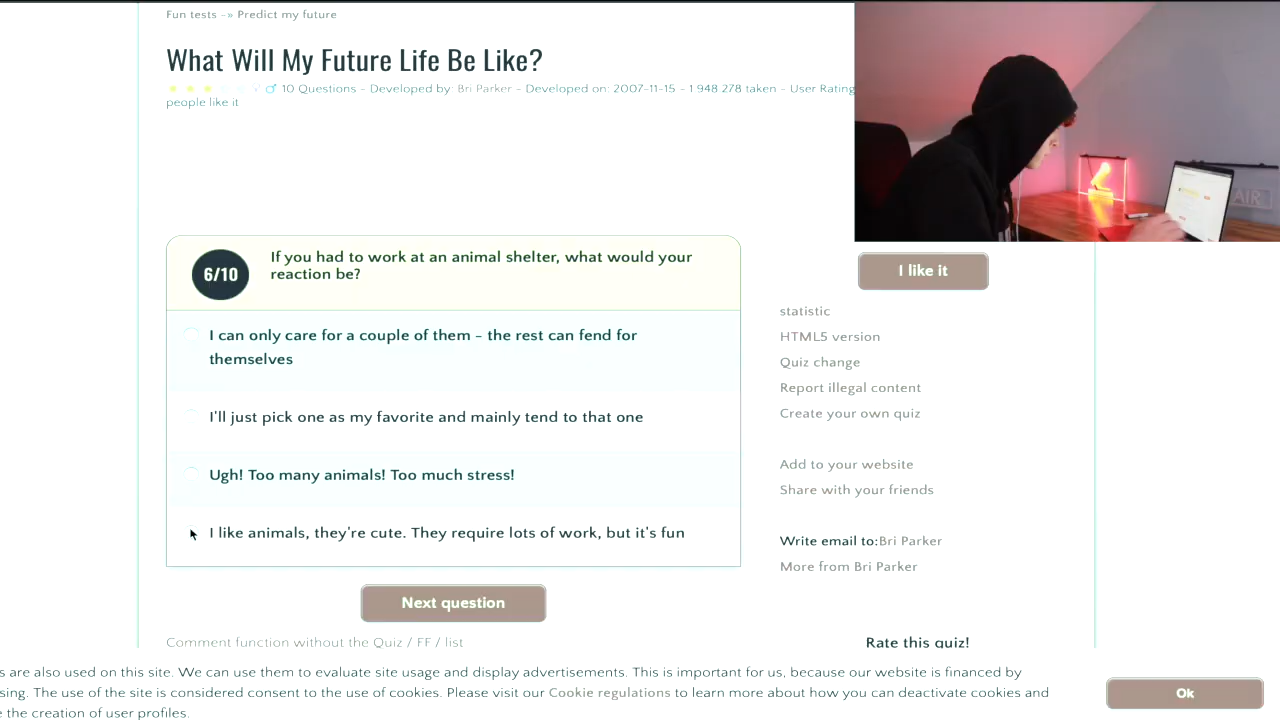 Fun tests -» Predict my future
What Will My Future Life Be Like?
10 Questions - Developed by: Bri Parker - Developed on: 2007-11-15 - 1 948 278 taken - User Rating
people like it
6/10
If you had to work at an animal shelter, what would your
reaction be?
I can only care for a couple of them - the rest can fend for
themselves
I'll just pick one as my favorite and mainly tend to that one
Ugh! Too many animals! Too much stress!
I like animals, they're cute. They require lots of work, but it's fun
Next question
Comment function without the Quiz / FF / list
AIR
I like it
statistic
HTML5 version
Quiz change
Report illegal content
Create your own quiz
Add to your website
Share with your friends
Write email to:Bri Parker
More from Bri Parker
Rate this quiz!
s are also used on this site. We can use them to evaluate site usage and display advertisements. This is important for us, because our website is financed by
sing. The use of the site is considered consent to the use of cookies. Please visit our Cookie regulations to learn more about how you can deactivate cookies and
e the creation of user profiles.
Ok